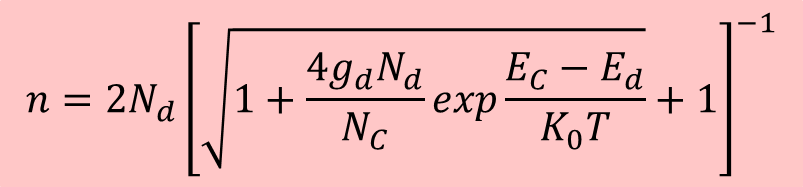 n = 2N_d [√(1 + (4g_d N_d)/(N_C) exp (E_C − E_d)/(K_0 T)) + 1]^−1